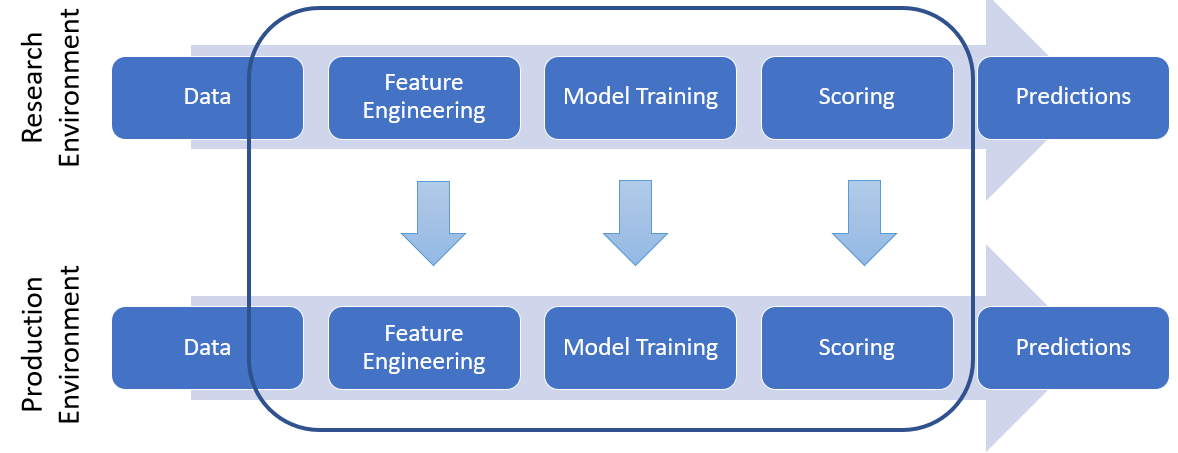 Research
Environment
Data
Feature
Engineering
Model Training
Scoring
Predictions
Production
Environment
Data
Feature
Engineering
Model Training
Scoring
Predictions